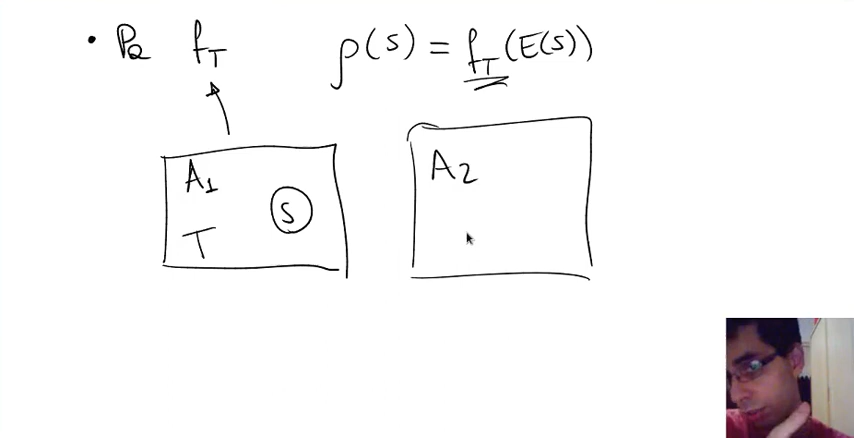 • P2 f_T ρ(s) = f_T(E(s))
A1 A2
S
T